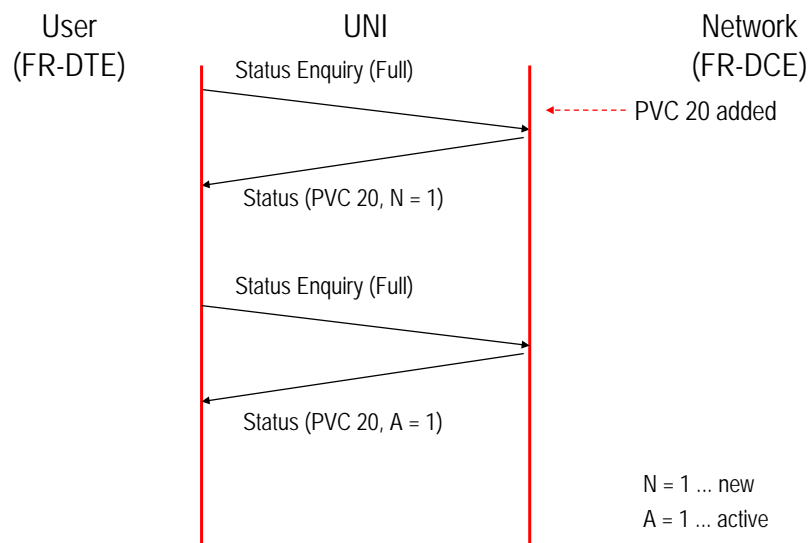 User
(FR-DTE)
UNI
Network
(FR-DCE)
Status Enquiry (Full)
PVC 20 added
Status (PVC 20, N = 1)
Status Enquiry (Full)
Status (PVC 20, A = 1)
N = 1 ... new
A = 1 ... active